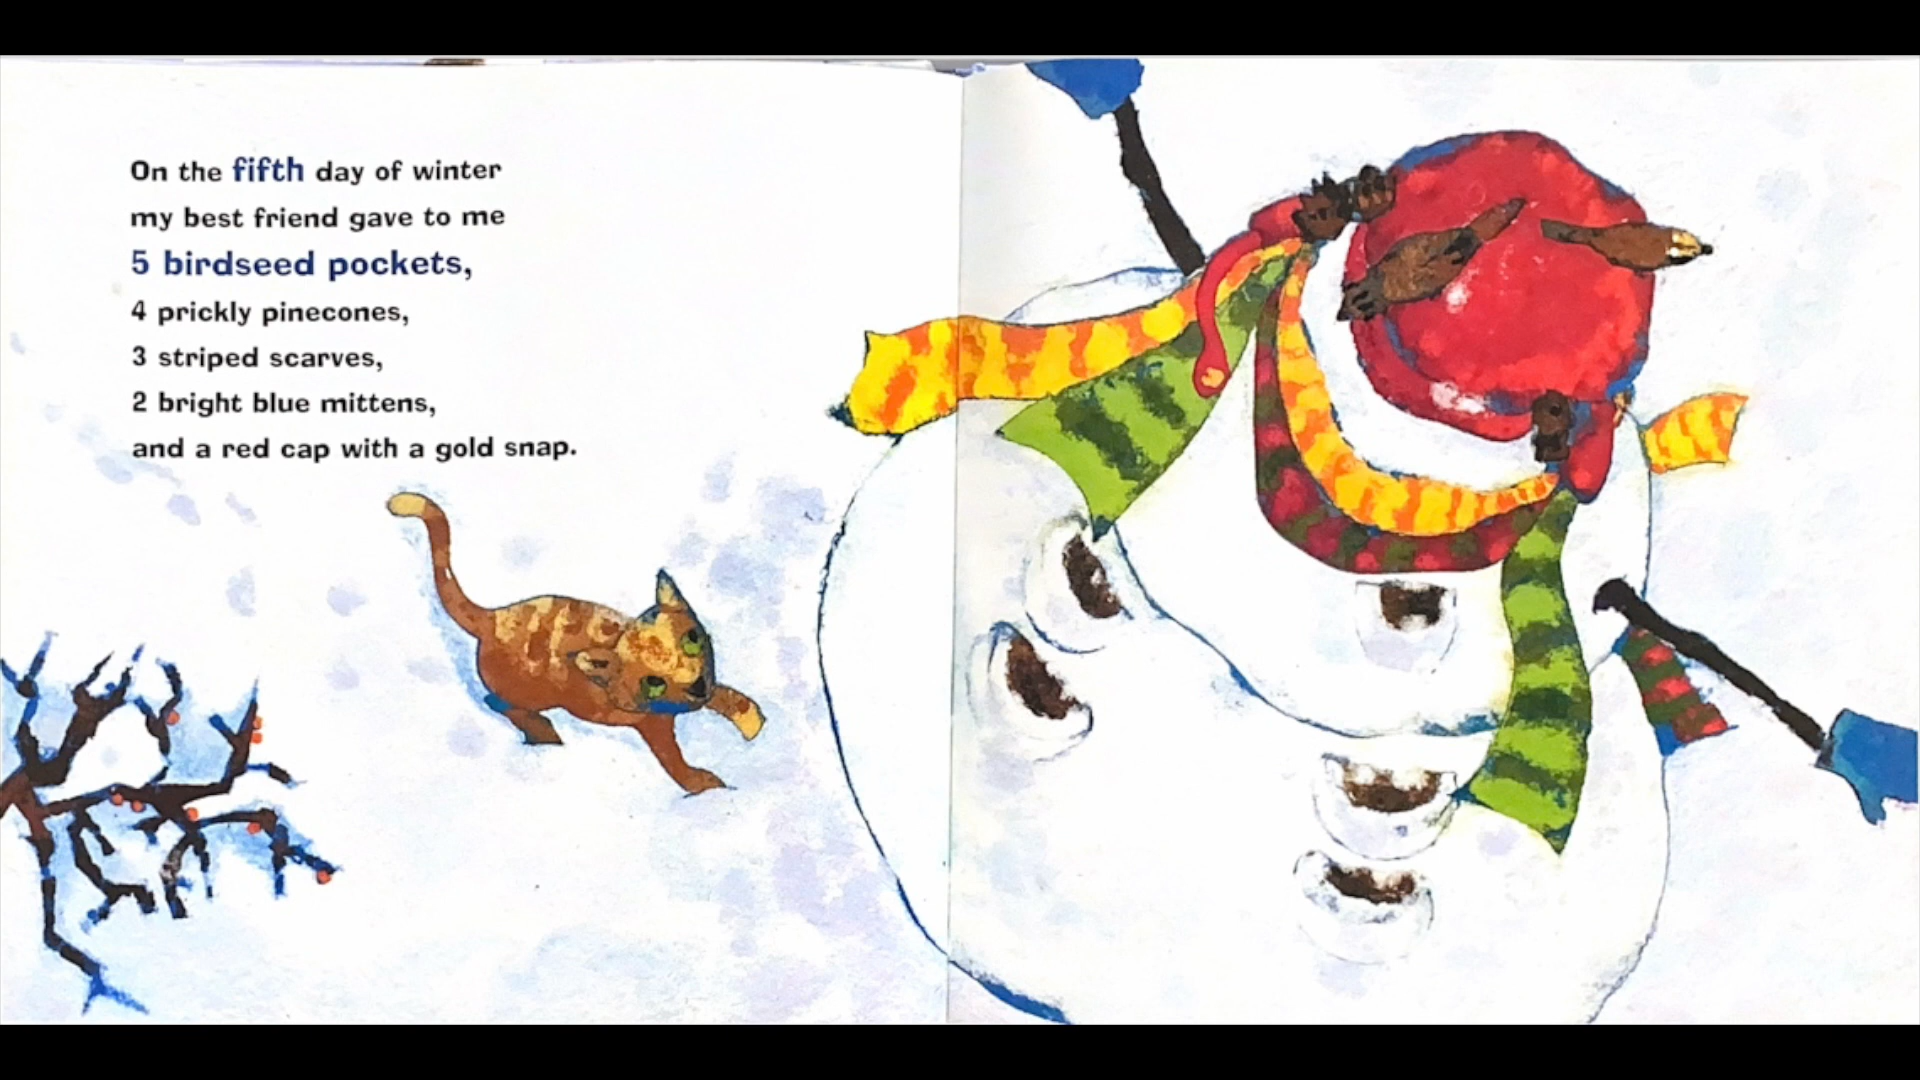 On the fifth day of winter
my best friend gave to me
5 birdseed pockets,
4 prickly pinecones,
3 striped scarves,
2 bright blue mittens,
and a red cap with a gold snap.